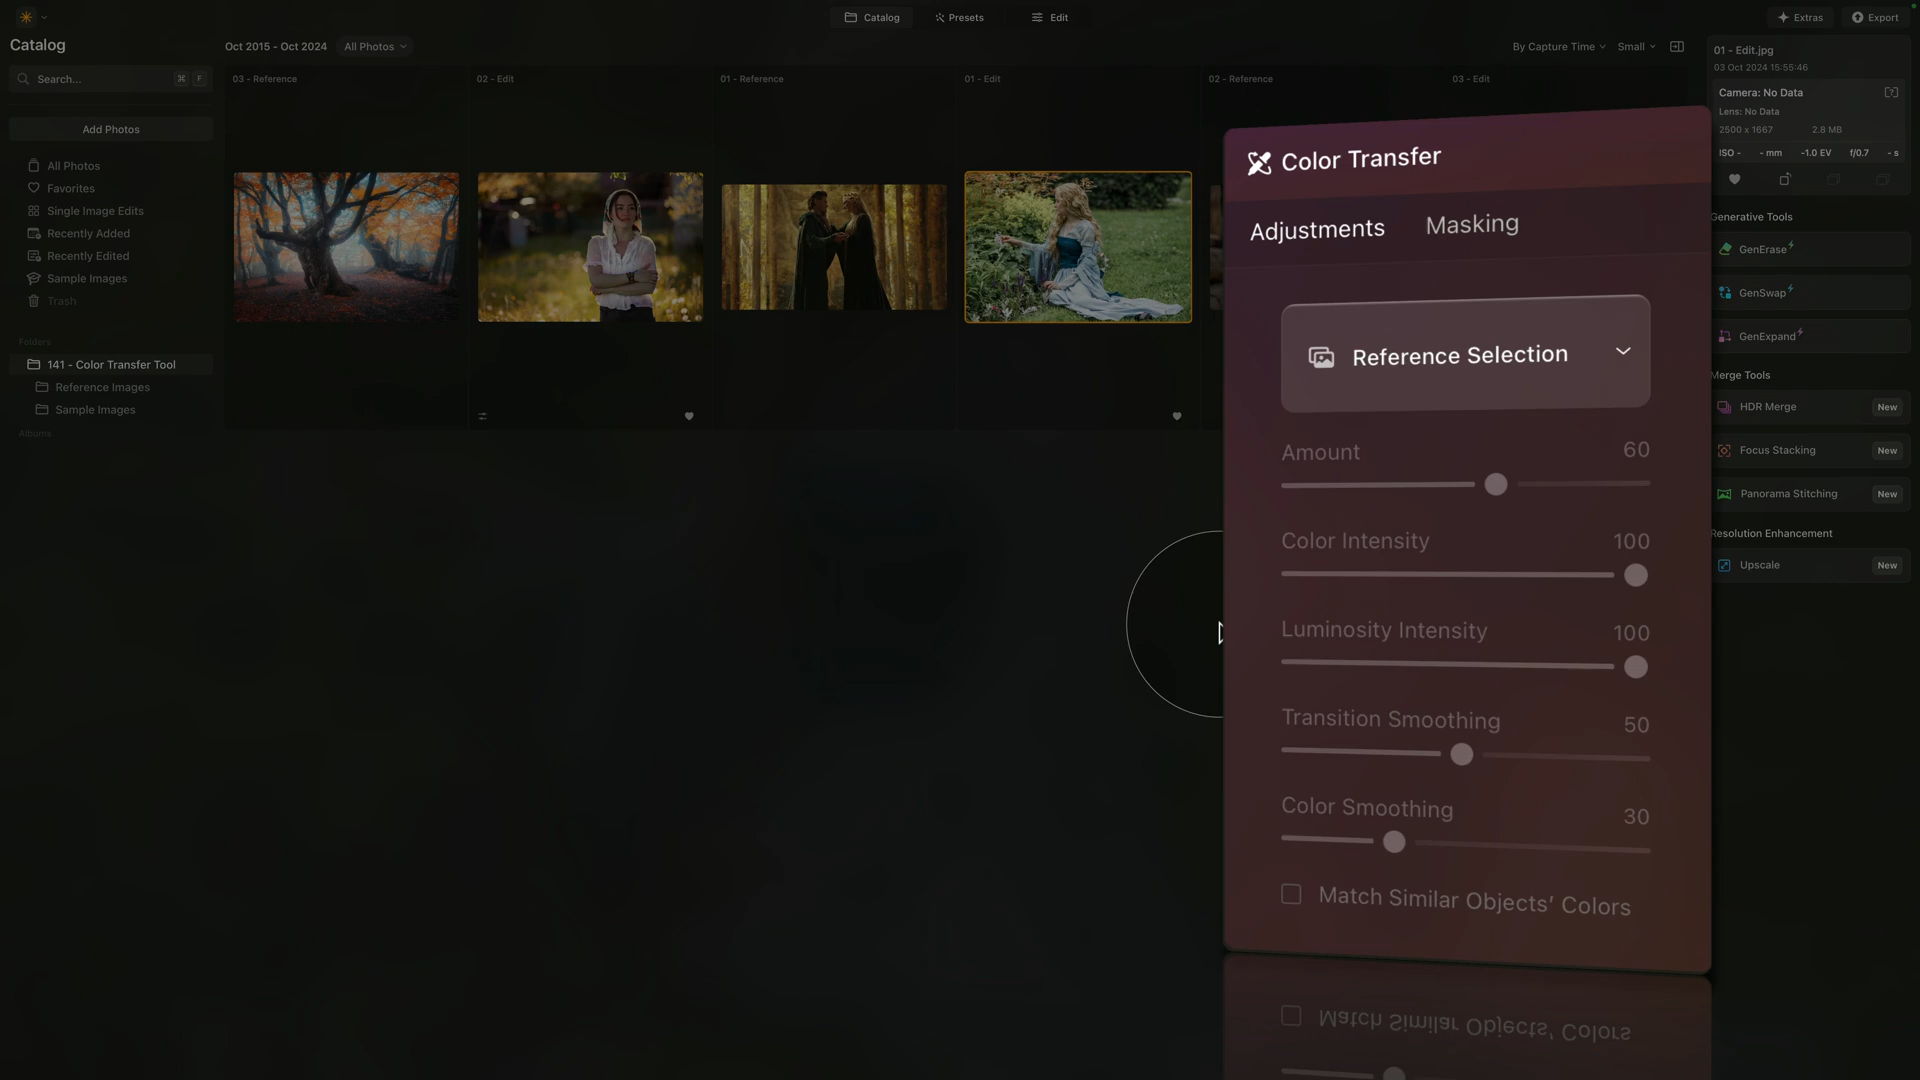 Catalog
Presets
Edit
Extras
Export
Catalog
Oct 2015 - Oct 2024
All Photos
By Capture Time
Small
Search...
⌘ F
Add Photos
All Photos
Favorites
Single Image Edits
Recently Added
Recently Edited
Sample Images
Trash
Folders
141 - Color Transfer Tool
Reference Images
Sample Images
Albums
03 - Reference
02 - Edit
01 - Reference
01 - Edit
02 - Reference
03 - Edit
Color Transfer
Adjustments
Masking
Reference Selection
Amount 60
Color Intensity 100
Luminosity Intensity 100
Transition Smoothing 50
Color Smoothing 30
Match Similar Objects’ Colors
Match Similar Objects’ Colors
01 - Edit.jpg
03 Oct 2024 15:55:46
Camera: No Data
Lens: No Data
2500 x 1667 2.8 MB
ISO - - mm -1.0 EV f/0.7 - s
Generative Tools
GenErase
GenSwap
GenExpand
Merge Tools
HDR Merge New
Focus Stacking New
Panorama Stitching New
Resolution Enhancement
Upscale New